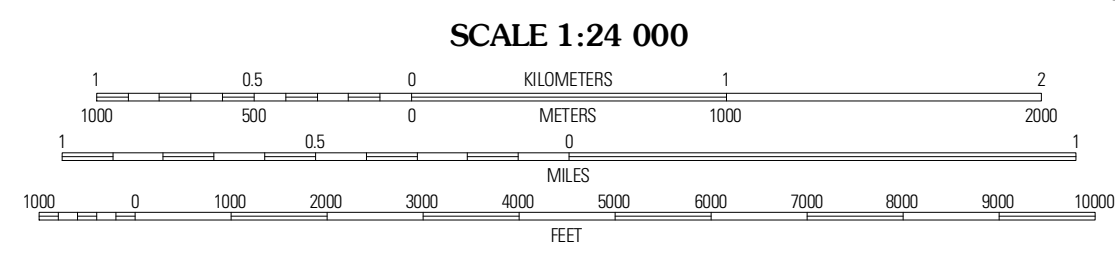 SCALE 1:24 000
1 0.5 0 KILOMETERS 1 2
1000 500 0 METERS 1000 2000
1 0.5 0 1
MILES
1000 0 1000 2000 3000 4000 5000 6000 7000 8000 9000 10000
FEET